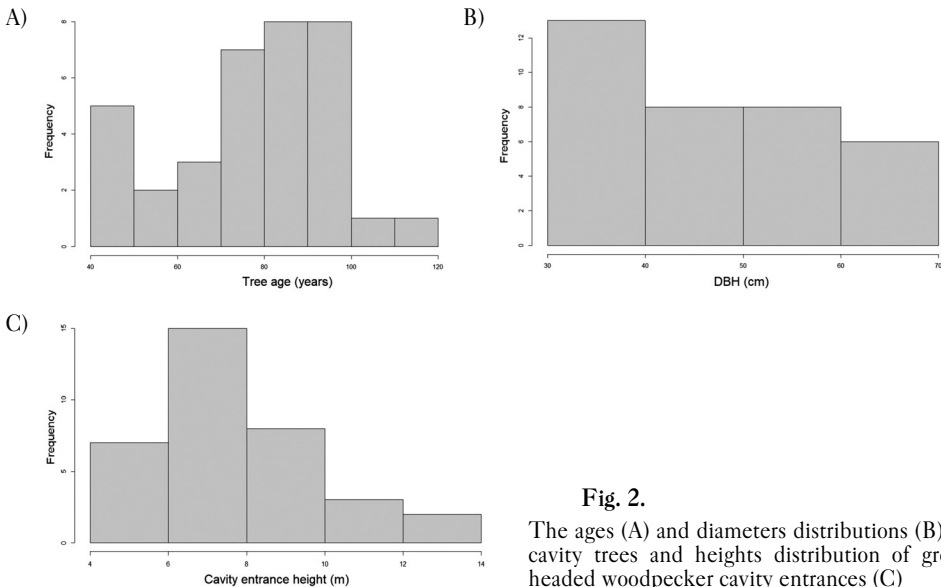 A)
Frequency
8
6
4
2
0
40 60 80 100 120
Tree age (years)
B)
Frequency
12
10
8
6
4
2
0
30 40 50 60 70
DBH (cm)
C)
Frequency
15
10
5
0
4 6 8 10 12 14
Cavity entrance height (m)
Fig. 2.
The ages (A) and diameters distributions (B)
cavity trees and heights distribution of
headed woodpecker cavity entrances (C)